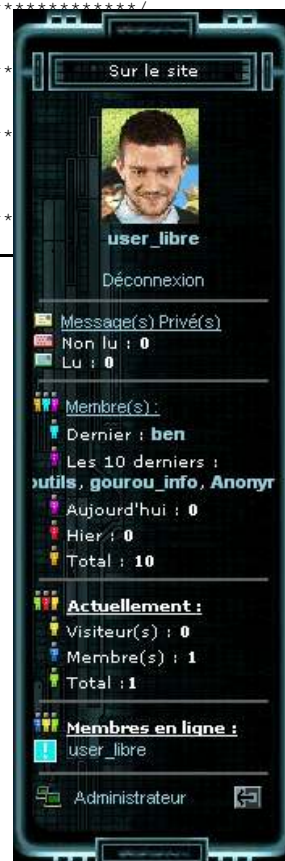 ************/
*
*
*
Sur le site
user_libre
Déconnexion
Message(s) Privé(s)
Non lu : 0
Lu : 0
Membre(s) :
Dernier : ben
Les 10 derniers :
outils, gourou_info, Anonyr
Aujourd'hui : 0
Hier : 0
Total : 10
Actuellement :
Visiteur(s) : 0
Membre(s) : 1
Total :1
Membres en ligne :
user_libre
Administrateur